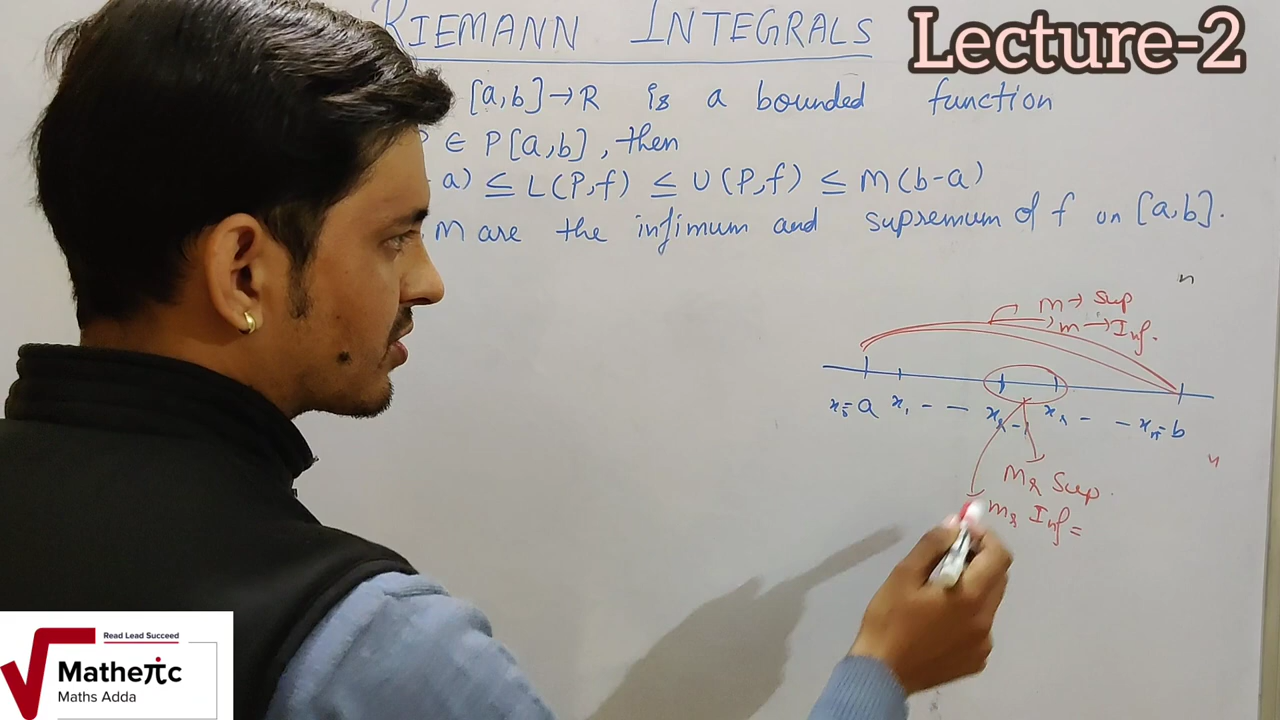 RIEMANN INTEGRALS
Lecture-2
[a,b]→R is a bounded function
P ∈ P[a,b], then
a) ≤ L(P,f) ≤ U(P,f) ≤ M(b-a)
m are the infimum and supremum of f on [a,b].
n
M → Sup
m → Inf.
x₀=a x₁ - — xᵣ₋₁ xᵣ - - xₙ=b
Mᵣ Sup.
mᵣ Inf =
Read Lead Succeed
Matheπc
Maths Adda